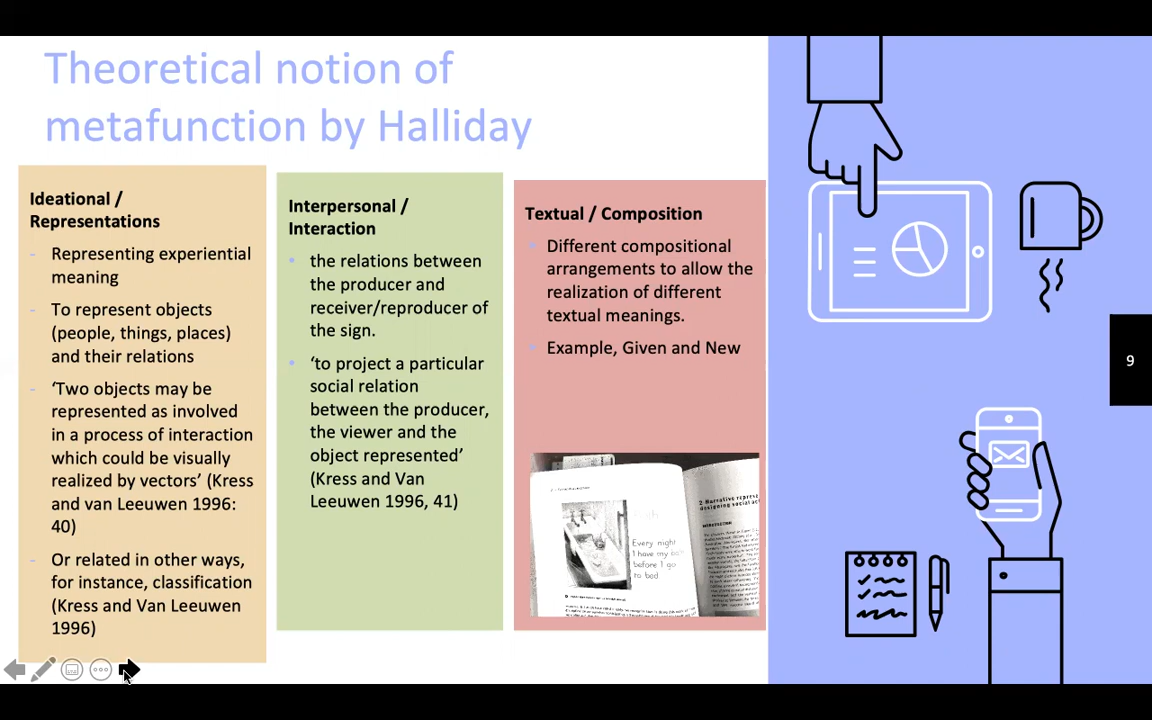 Theoretical notion of
metafunction by Halliday
Ideational /
Representations
- Representing experiential
meaning
- To represent objects
(people, things, places)
and their relations
- ‘Two objects may be
represented as involved
in a process of interaction
which could be visually
realized by vectors’ (Kress
and van Leeuwen 1996:
40)
- Or related in other ways,
for instance, classification
(Kress and Van Leeuwen
1996)
Interpersonal /
Interaction
• the relations between
the producer and
receiver/reproducer of
the sign.
• ‘to project a particular
social relation
between the producer,
the viewer and the
object represented’
(Kress and Van
Leeuwen 1996, 41)
Textual / Composition
• Different compositional
arrangements to allow the
realization of different
textual meanings.
• Example, Given and New
Every night
I have my
before I go
to bed
2 Narrative
designing social
9